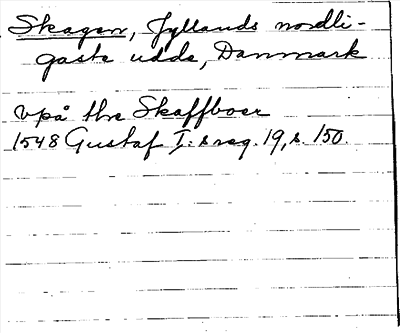 Skagen, Jyllands nordli-
gaste udde, Danmark
vpå thre Skaffboer
1548 Gustaf I:s reg. 19, s. 150.